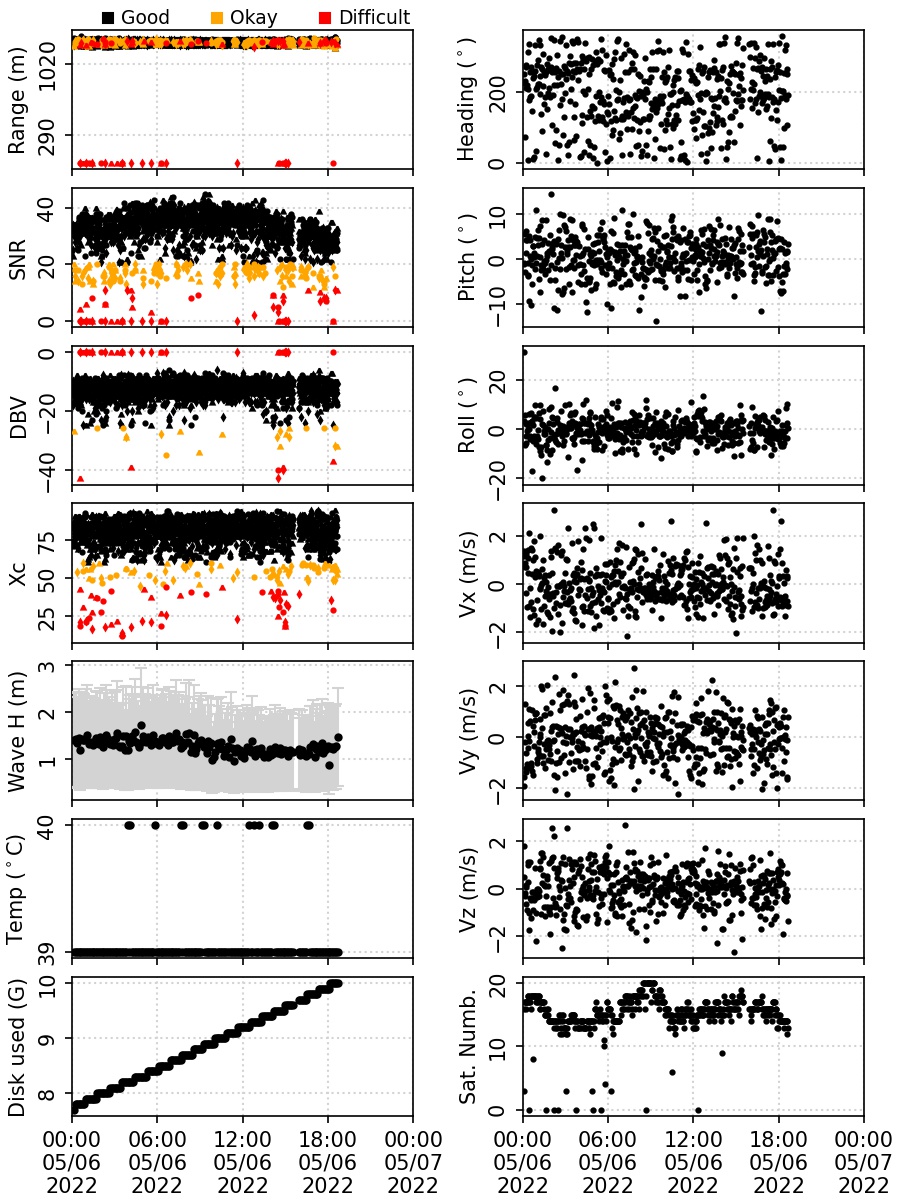 Good Okay Difficult
Range (m)
1020
290
Heading ( ° )
200
0
SNR
40
20
0
Pitch ( ° )
10
0
−10
DBV
0
−20
−40
Roll ( ° )
20
0
−20
Xc
75
50
25
Vx (m/s)
2
0
−2
Wave H (m)
3
2
1
Vy (m/s)
2
0
−2
Temp ( ° C)
40
39
Vz (m/s)
2
0
−2
Disk used (G)
10
9
8
Sat. Numb.
20
10
0
00:00 06:00 12:00 18:00 00:00
05/06 05/06 05/06 05/06 05/07
2022 2022 2022 2022 2022
00:00 06:00 12:00 18:00 00:00
05/06 05/06 05/06 05/06 05/07
2022 2022 2022 2022 2022